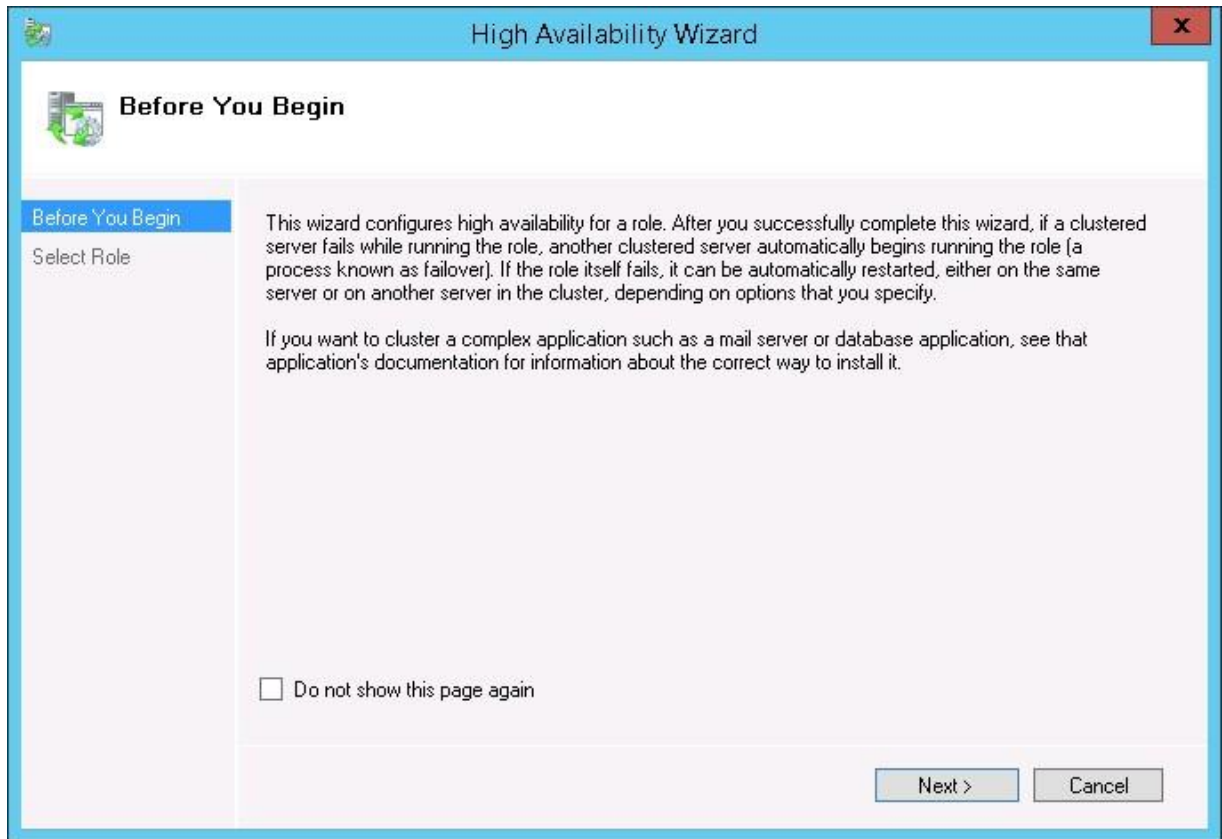 High Availability Wizard
x
Before You Begin
Before You Begin
Select Role
This wizard configures high availability for a role. After you successfully complete this wizard, if a clustered
server fails while running the role, another clustered server automatically begins running the role (a
process known as failover). If the role itself fails, it can be automatically restarted, either on the same
server or on another server in the cluster, depending on options that you specify.
If you want to cluster a complex application such as a mail server or database application, see that
application's documentation for information about the correct way to install it.
Do not show this page again
Next >
Cancel